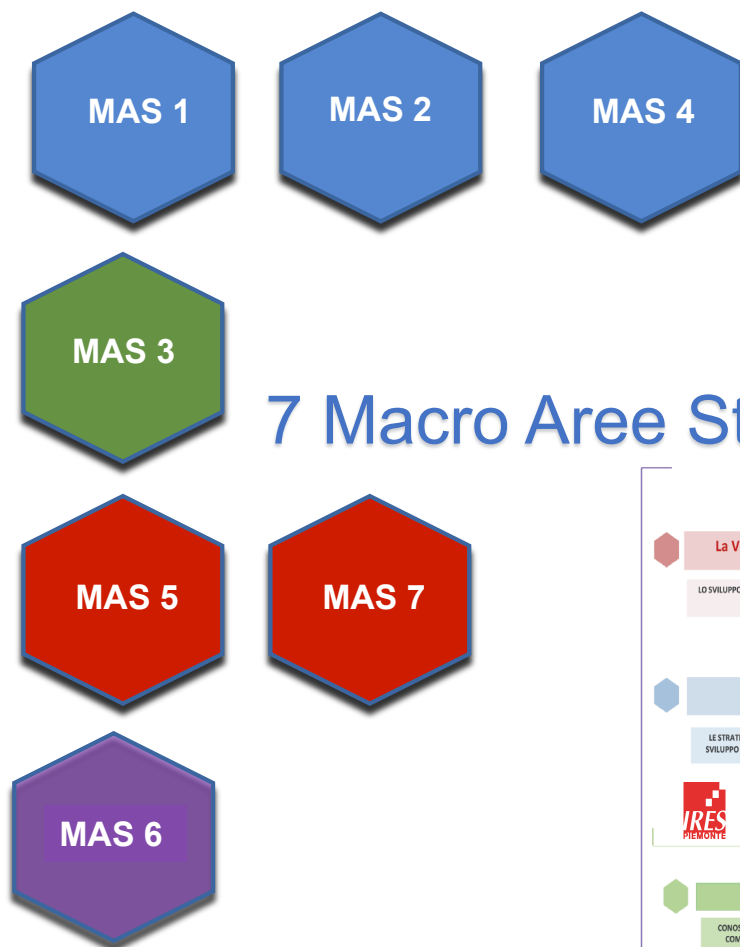 MAS 1
MAS 2
MAS 4
MAS 3
7 Macro Aree St
MAS 5
MAS 7
La V
LO SVILUPPO
LE STRATE
SVILUPPO
IRES
PIEMONTE
MAS 6
CONOS
COM